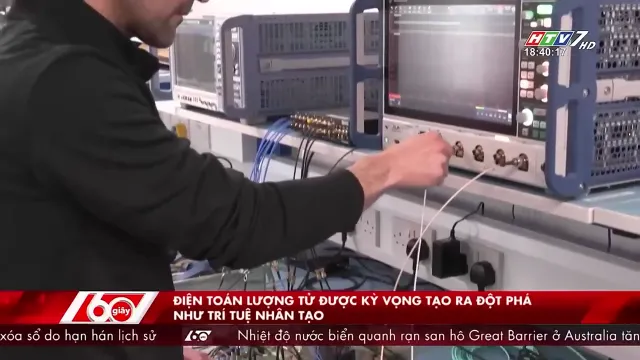 HTV7 HD
18:40:17
60 giây
ĐIỆN TOÁN LƯỢNG TỬ ĐƯỢC KỲ VỌNG TẠO RA ĐỘT PHÁ
NHƯ TRÍ TUỆ NHÂN TẠO
xóa sổ do hạn hán lịch sử 60 Nhiệt độ nước biển quanh rạn san hô Great Barrier ở Australia tăn